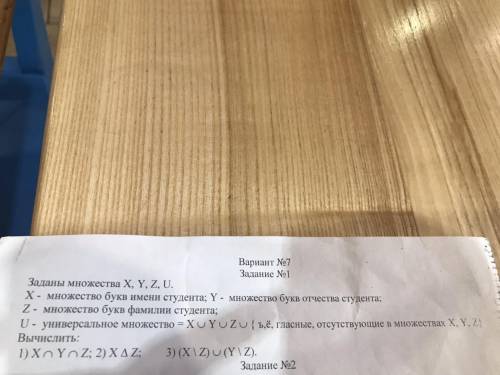 Вариант №7
Задание №1
Заданы множества X, Y, Z, U.
X - множество букв имени студента; Y - множество букв отчества студента;
Z - множество букв фамилии студента;
U - универсальное множество = X ∪ Y ∪ Z ∪ { ъ,ё, гласные, отсутствующие в множествах X, Y, Z}
Вычислить:
1) X ∩ Y ∩ Z; 2) X Δ Z; 3) (X \ Z) ∪ (Y \ Z).
Задание №2